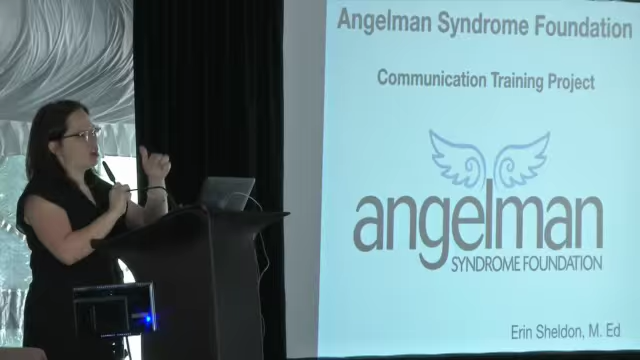 Angelman Syndrome Foundation
Communication Training Project
angelman
SYNDROME FOUNDATION
Erin Sheldon, M. Ed